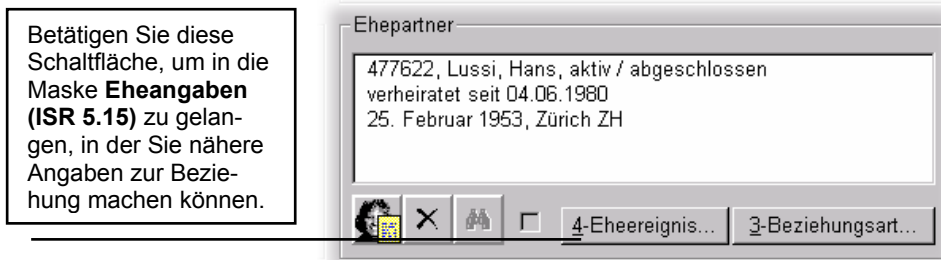 Betätigen Sie diese
Schaltfläche, um in die
Maske Eheangaben
(ISR 5.15) zu gelan-
gen, in der Sie nähere
Angaben zur Bezie-
hung machen können.
Ehepartner
477622, Lussi, Hans, aktiv / abgeschlossen
verheiratet seit 04.06.1980
25. Februar 1953, Zürich ZH
4-Eheereignis...
3-Beziehungsart...